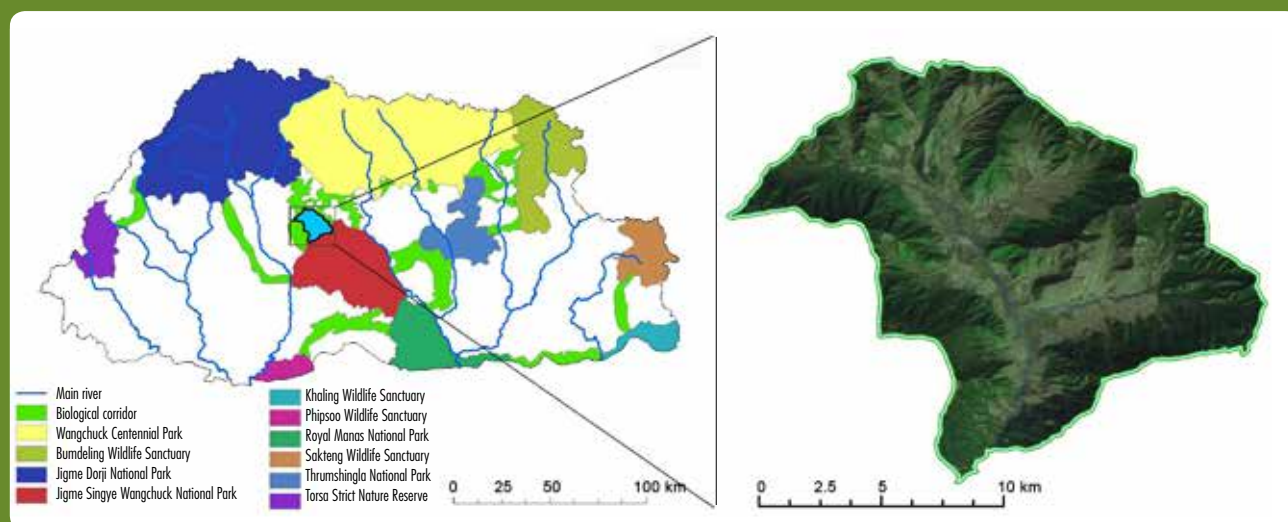 Main river
Biological corridor
Wangchuck Centennial Park
Bumdeling Wildlife Sanctuary
Jigme Dorji National Park
Jigme Singye Wangchuck National Park
Khaling Wildlife Sanctuary
Phipsoo Wildlife Sanctuary
Royal Manas National Park
Sakteng Wildlife Sanctuary
Thrumshingla National Park
Torsa Strict Nature Reserve
0 25 50 100 km
0 2.5 5 10 km